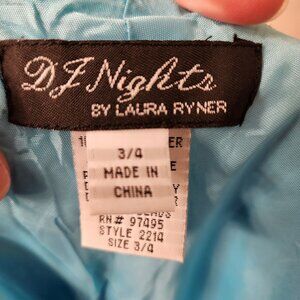 DJ Nights
BY LAURA RYNER
3/4
MADE IN
CHINA
RN# 97495
STYLE 2214
SIZE 3/4